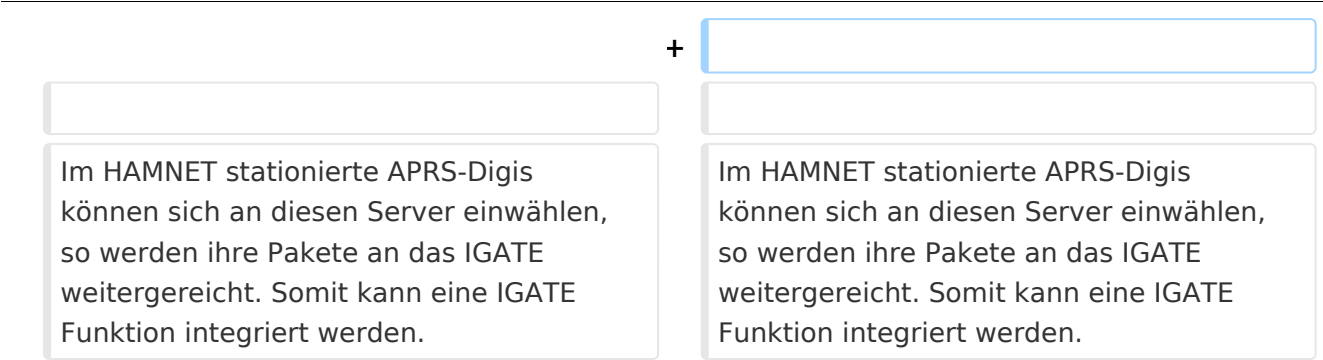 +
Im HAMNET stationierte APRS-Digis
können sich an diesen Server einwählen,
so werden ihre Pakete an das IGATE
weitergereicht. Somit kann eine IGATE
Funktion integriert werden.
Im HAMNET stationierte APRS-Digis
können sich an diesen Server einwählen,
so werden ihre Pakete an das IGATE
weitergereicht. Somit kann eine IGATE
Funktion integriert werden.